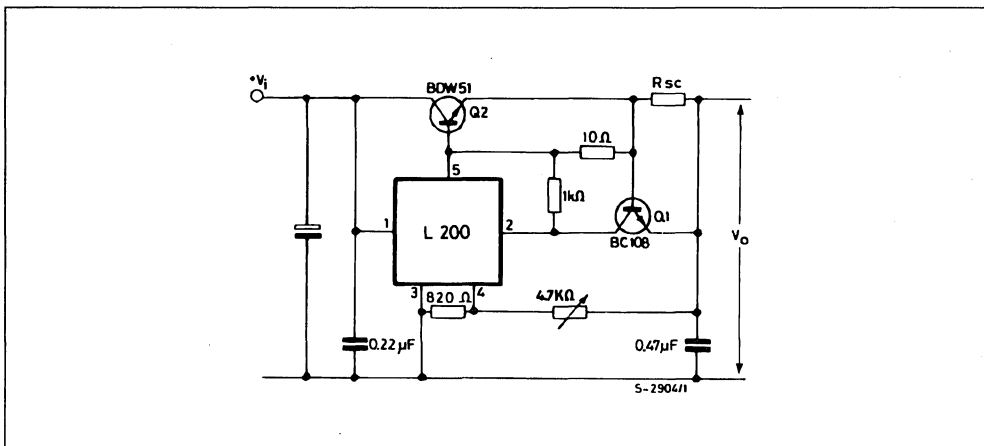 +Vi
BDW51
Q2
Rsc
10Ω
5
1kΩ
1
L 200
2
Q1
BC108
Vo
3
820 Ω
4
4.7KΩ
0.22µF
0.47µF
S-2904/1